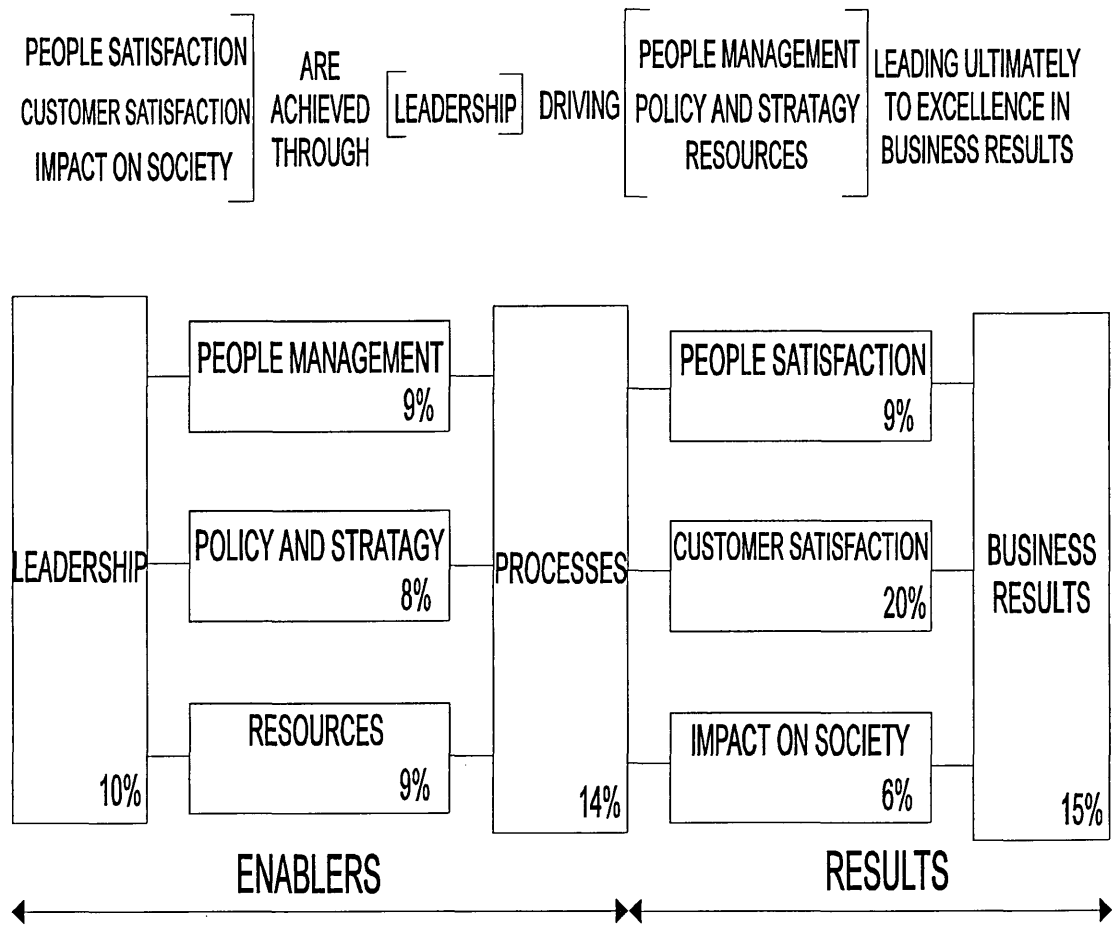 PEOPLE SATISFACTION
CUSTOMER SATISFACTION
IMPACT ON SOCIETY
ARE
ACHIEVED
THROUGH
LEADERSHIP
DRIVING
PEOPLE MANAGEMENT
POLICY AND STRATAGY
RESOURCES
LEADING ULTIMATELY
TO EXCELLENCE IN
BUSINESS RESULTS
LEADERSHIP
10%
PEOPLE MANAGEMENT
9%
POLICY AND STRATAGY
8%
RESOURCES
9%
PROCESSES
14%
PEOPLE SATISFACTION
9%
CUSTOMER SATISFACTION
20%
IMPACT ON SOCIETY
6%
BUSINESS
RESULTS
15%
ENABLERS
RESULTS